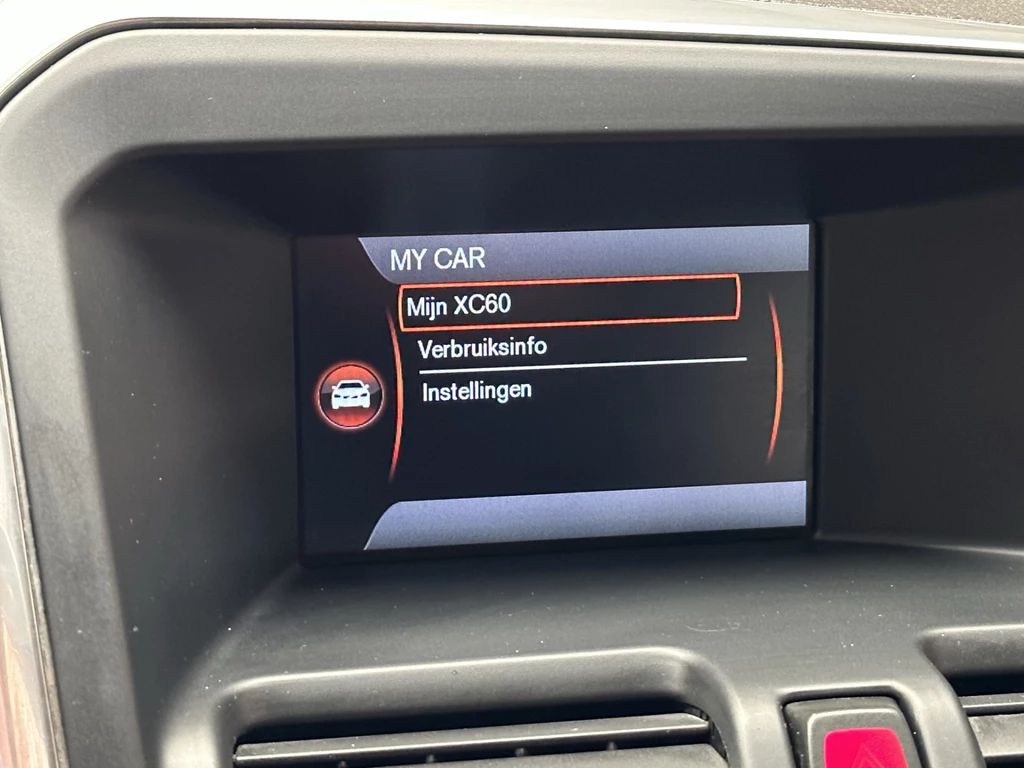 MY CAR
Mijn XC60
Verbruiksinfo
Instellingen